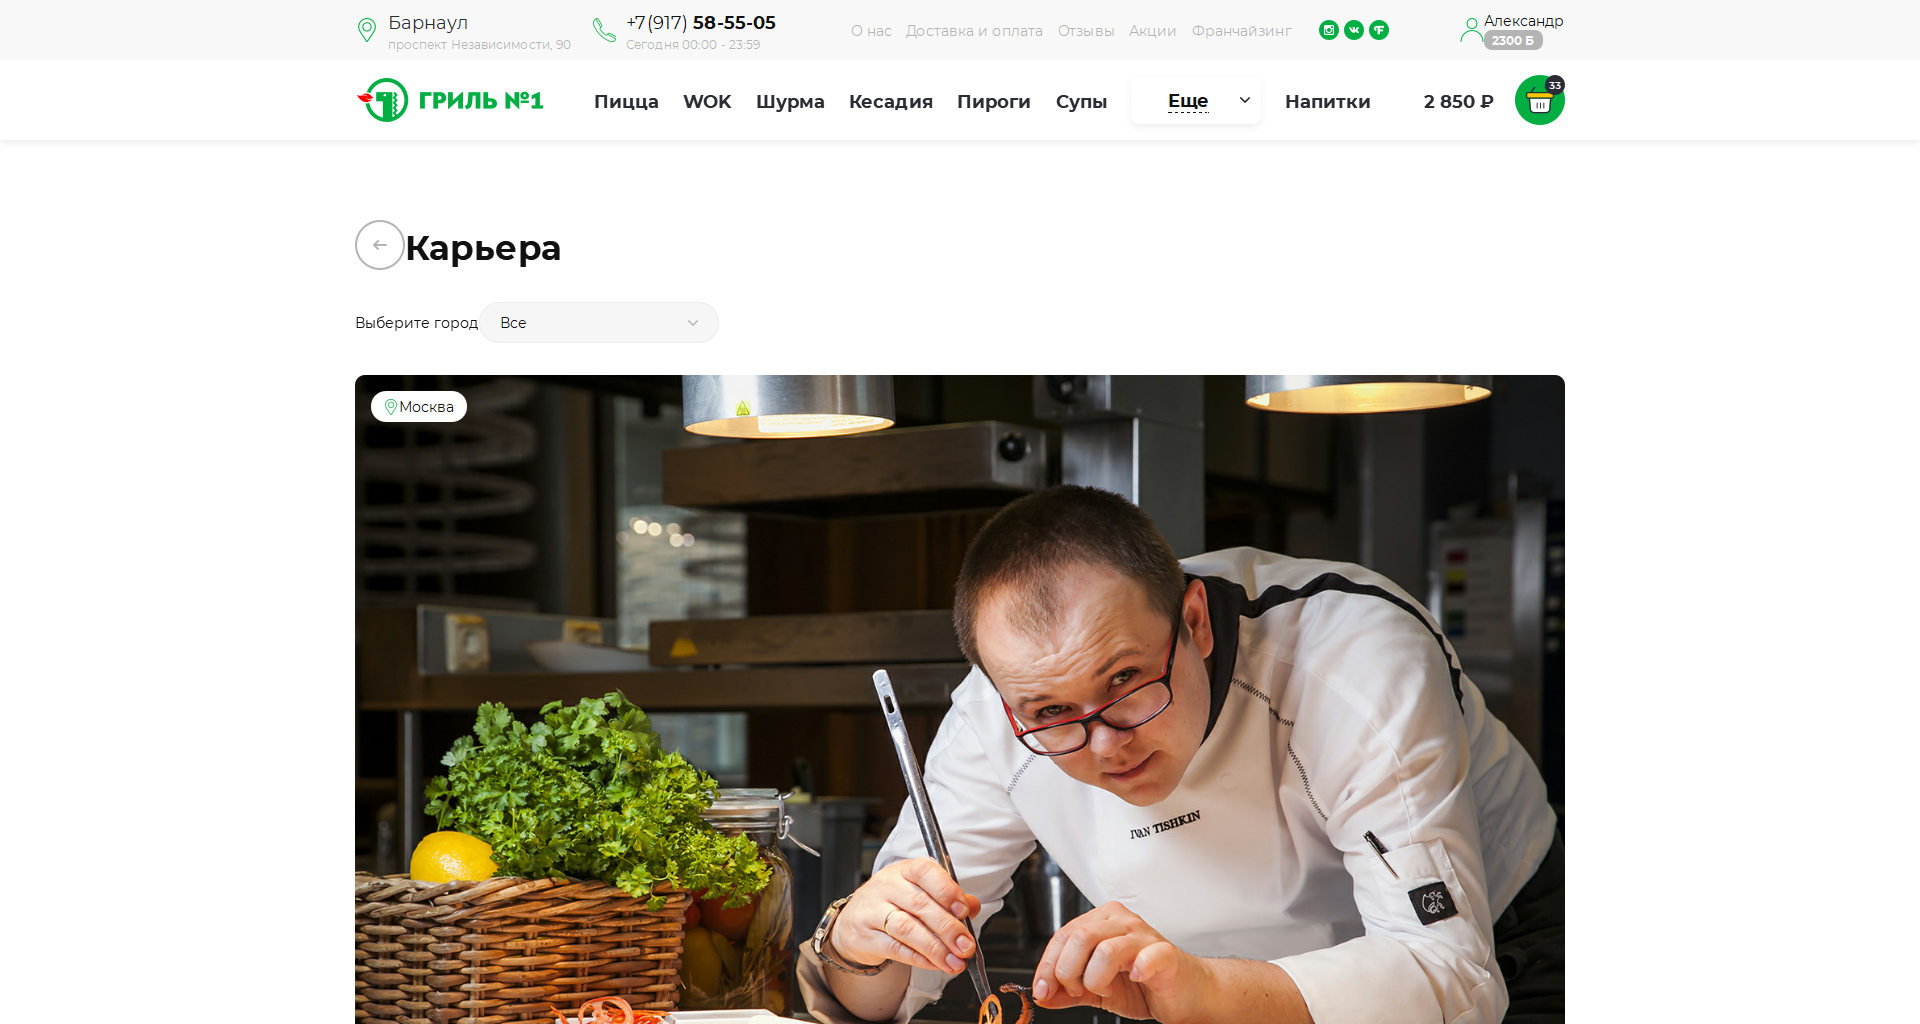 Барнаул
проспект Независимости, 90
+7(917) 58-55-05
Сегодня 00:00 - 23:59
О нас
Доставка и оплата
Отзывы
Акции
Франчайзинг
Александр
2300 Б
ГРИЛЬ №1
Пицца
WOK
Шурма
Кесадия
Пироги
Супы
Еще
Напитки
2 850 ₽
33
Карьера
Выберите город
Все
Москва
IVAN TISHKIN